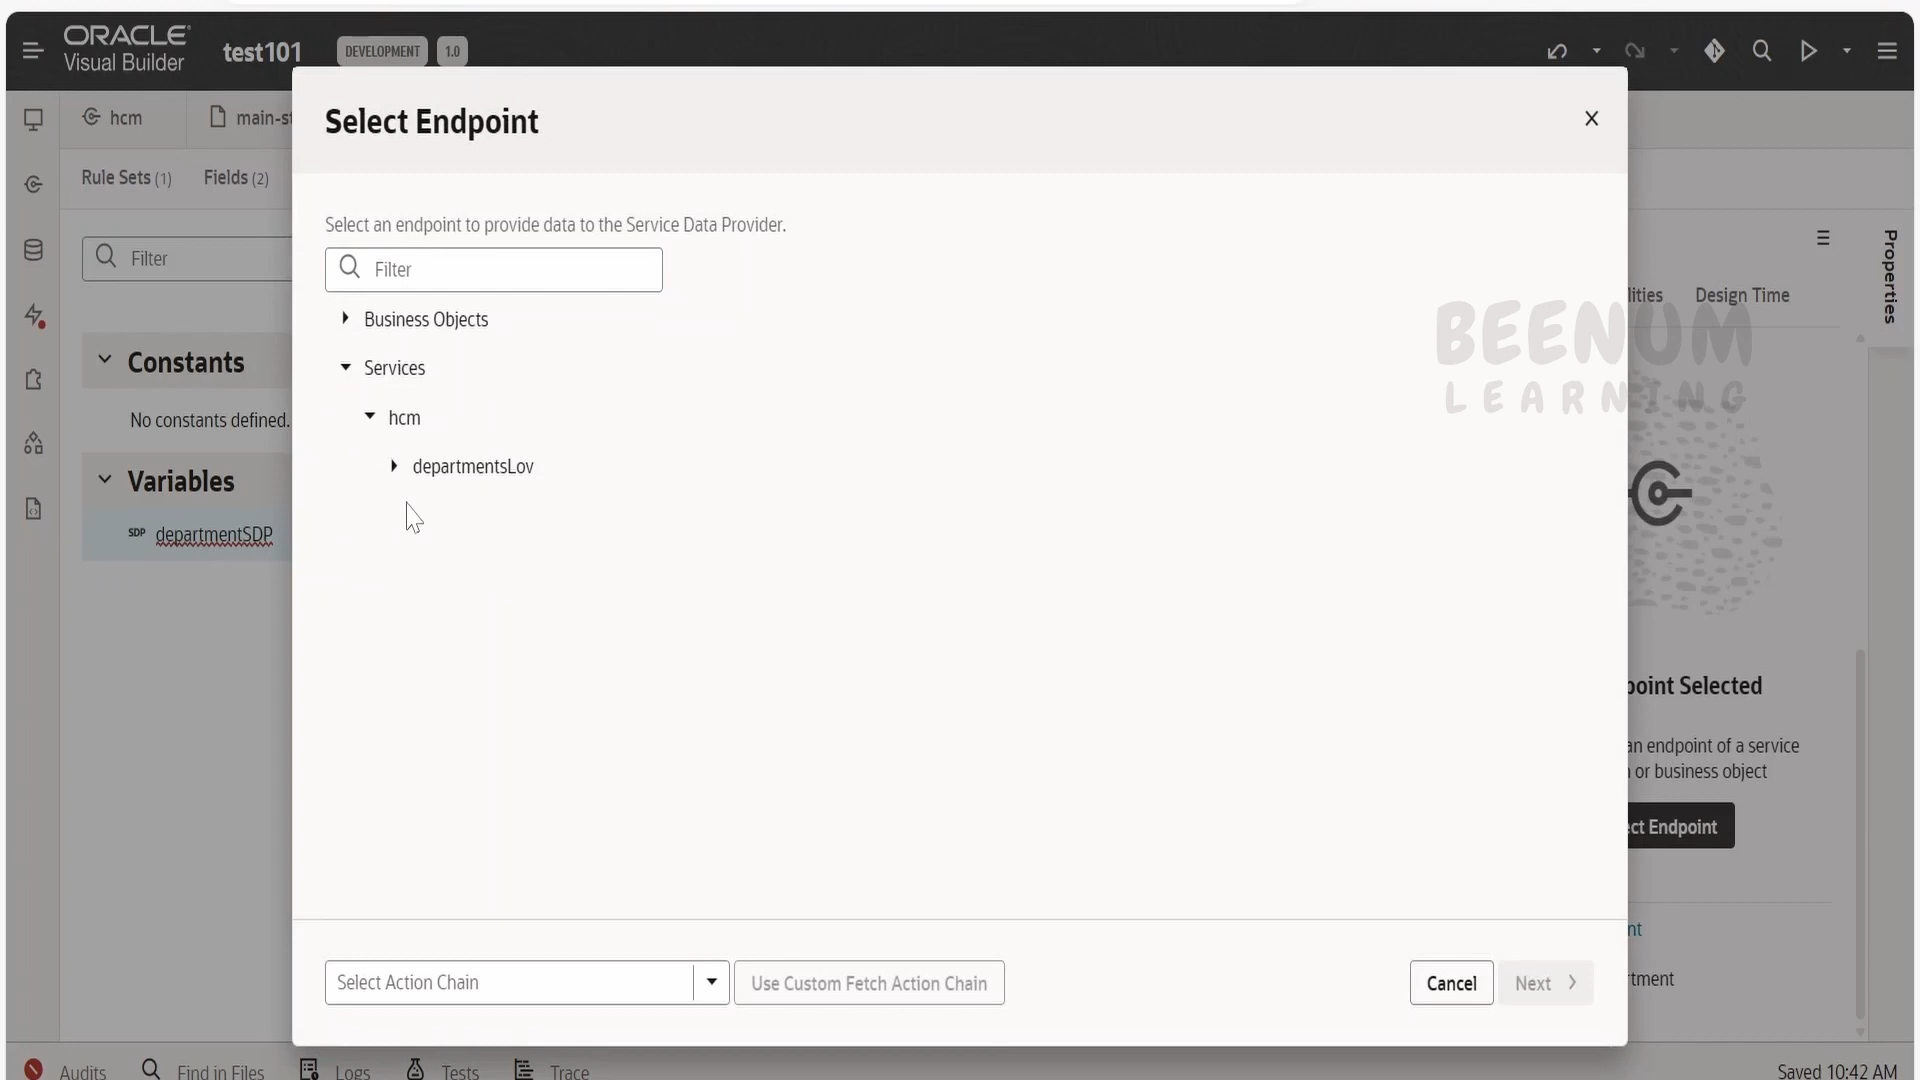 ORACLE
Visual Builder
test101
DEVELOPMENT
1.0
hcm
main-st
Rule Sets (1)
Fields (2)
Filter
Constants
No constants defined.
Variables
SDP departmentSDP
Select Endpoint
Select an endpoint to provide data to the Service Data Provider.
Filter
Business Objects
Services
hcm
departmentsLov
Select Action Chain
Use Custom Fetch Action Chain
Cancel
Next
Properties
Design Time
BEENUM
LEARNING
point Selected
an endpoint of a service
or business object
ct Endpoint
nt
rtment
Audits
Find in Files
Logs
Tests
Trace
Saved 10:42 AM